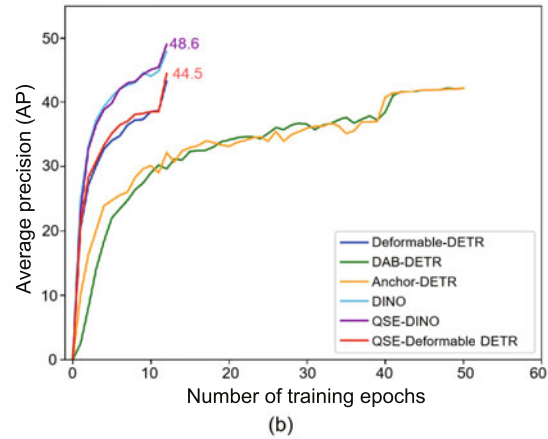 50
40
30
20
10
0
Average precision (AP)
48.6
44.5
Deformable-DETR
DAB-DETR
Anchor-DETR
DINO
QSE-DINO
QSE-Deformable DETR
0 10 20 30 40 50 60
Number of training epochs
(b)